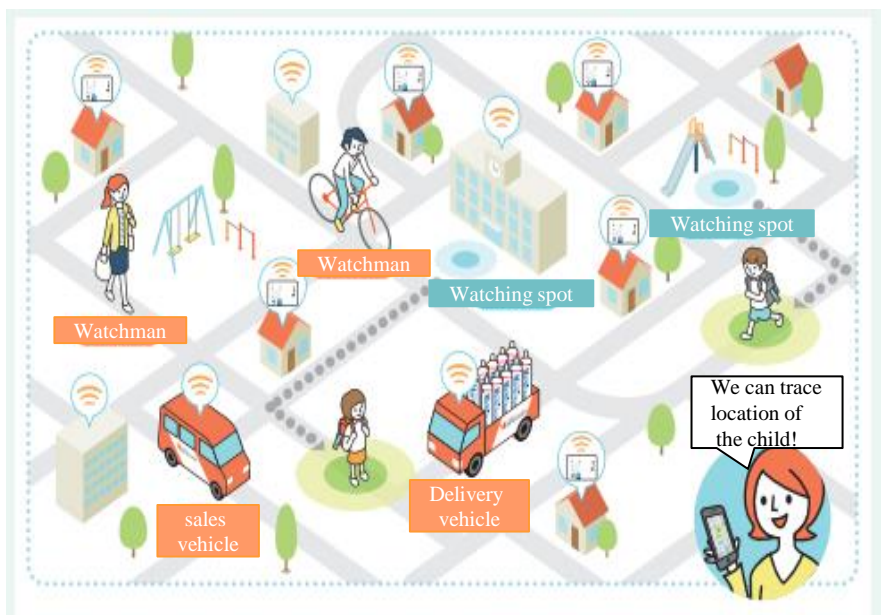 Watching spot
Watchman
Watching spot
Watchman
We can trace
location of
the child!
Delivery
vehicle
sales
vehicle